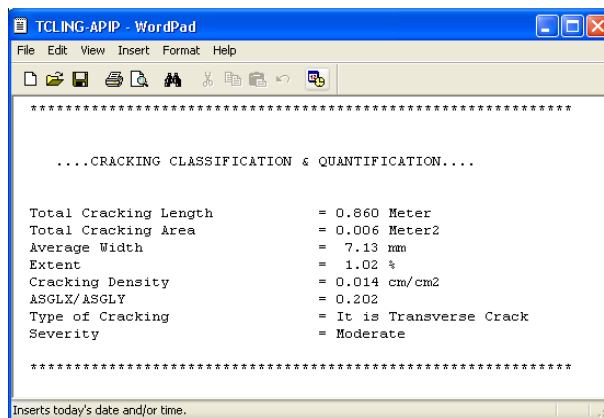 TCLING-APIP - WordPad
File Edit View Insert Format Help
****************************************************************
....CRACKING CLASSIFICATION & QUANTIFICATION....
Total Cracking Length = 0.860 Meter
Total Cracking Area = 0.006 Meter2
Average Width = 7.13 mm
Extent = 1.02 %
Cracking Density = 0.014 cm/cm2
ASGLX/ASGLY = 0.202
Type of Cracking = It is Transverse Crack
Severity = Moderate
****************************************************************
Inserts today's date and/or time.